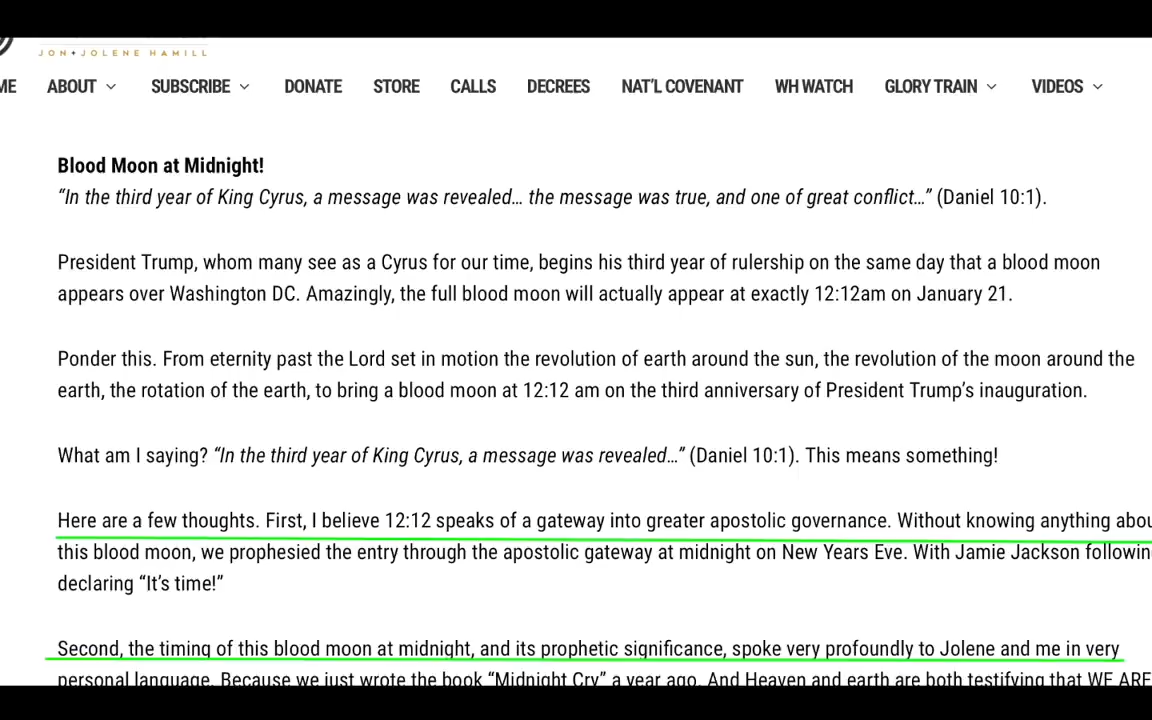 JON+JOLENE HAMILL
ME ABOUT SUBSCRIBE DONATE STORE CALLS DECREES NAT'L COVENANT WH WATCH GLORY TRAIN VIDEOS
Blood Moon at Midnight!
“In the third year of King Cyrus, a message was revealed… the message was true, and one of great conflict…” (Daniel 10:1).
President Trump, whom many see as a Cyrus for our time, begins his third year of rulership on the same day that a blood moon
appears over Washington DC. Amazingly, the full blood moon will actually appear at exactly 12:12am on January 21.
Ponder this. From eternity past the Lord set in motion the revolution of earth around the sun, the revolution of the moon around the
earth, the rotation of the earth, to bring a blood moon at 12:12 am on the third anniversary of President Trump’s inauguration.
What am I saying? “In the third year of King Cyrus, a message was revealed…” (Daniel 10:1). This means something!
Here are a few thoughts. First, I believe 12:12 speaks of a gateway into greater apostolic governance. Without knowing anything abou
this blood moon, we prophesied the entry through the apostolic gateway at midnight on New Years Eve. With Jamie Jackson followin
declaring “It’s time!”
Second, the timing of this blood moon at midnight, and its prophetic significance, spoke very profoundly to Jolene and me in very
personal language. Because we just wrote the book “Midnight Cry” a year ago. And Heaven and earth are both testifying that WE ARE